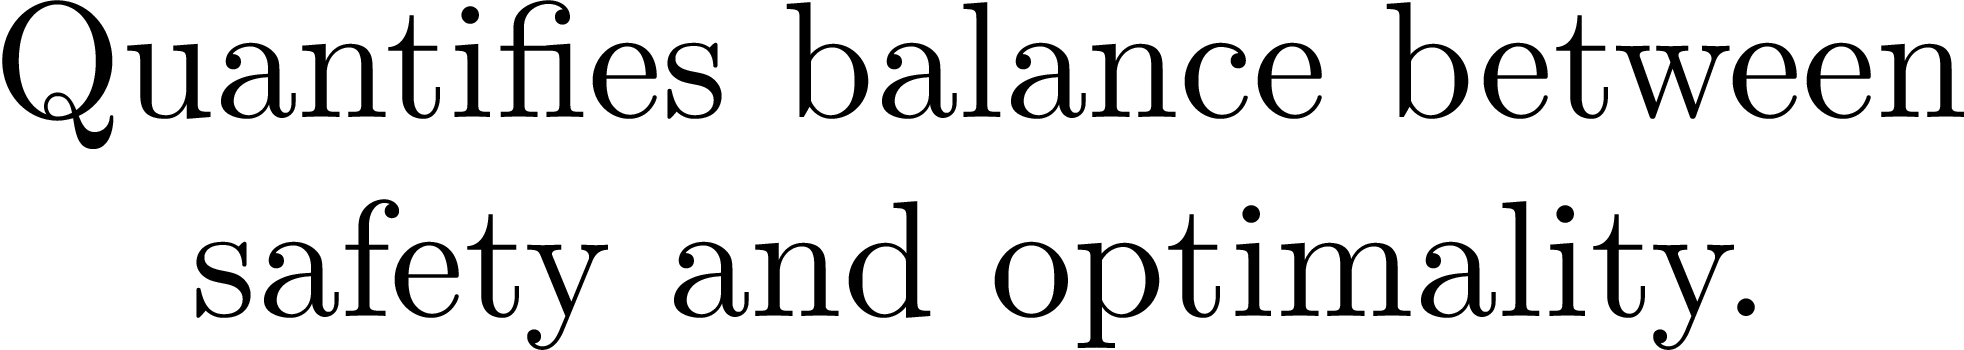 Quantifies balance between
safety and optimality.